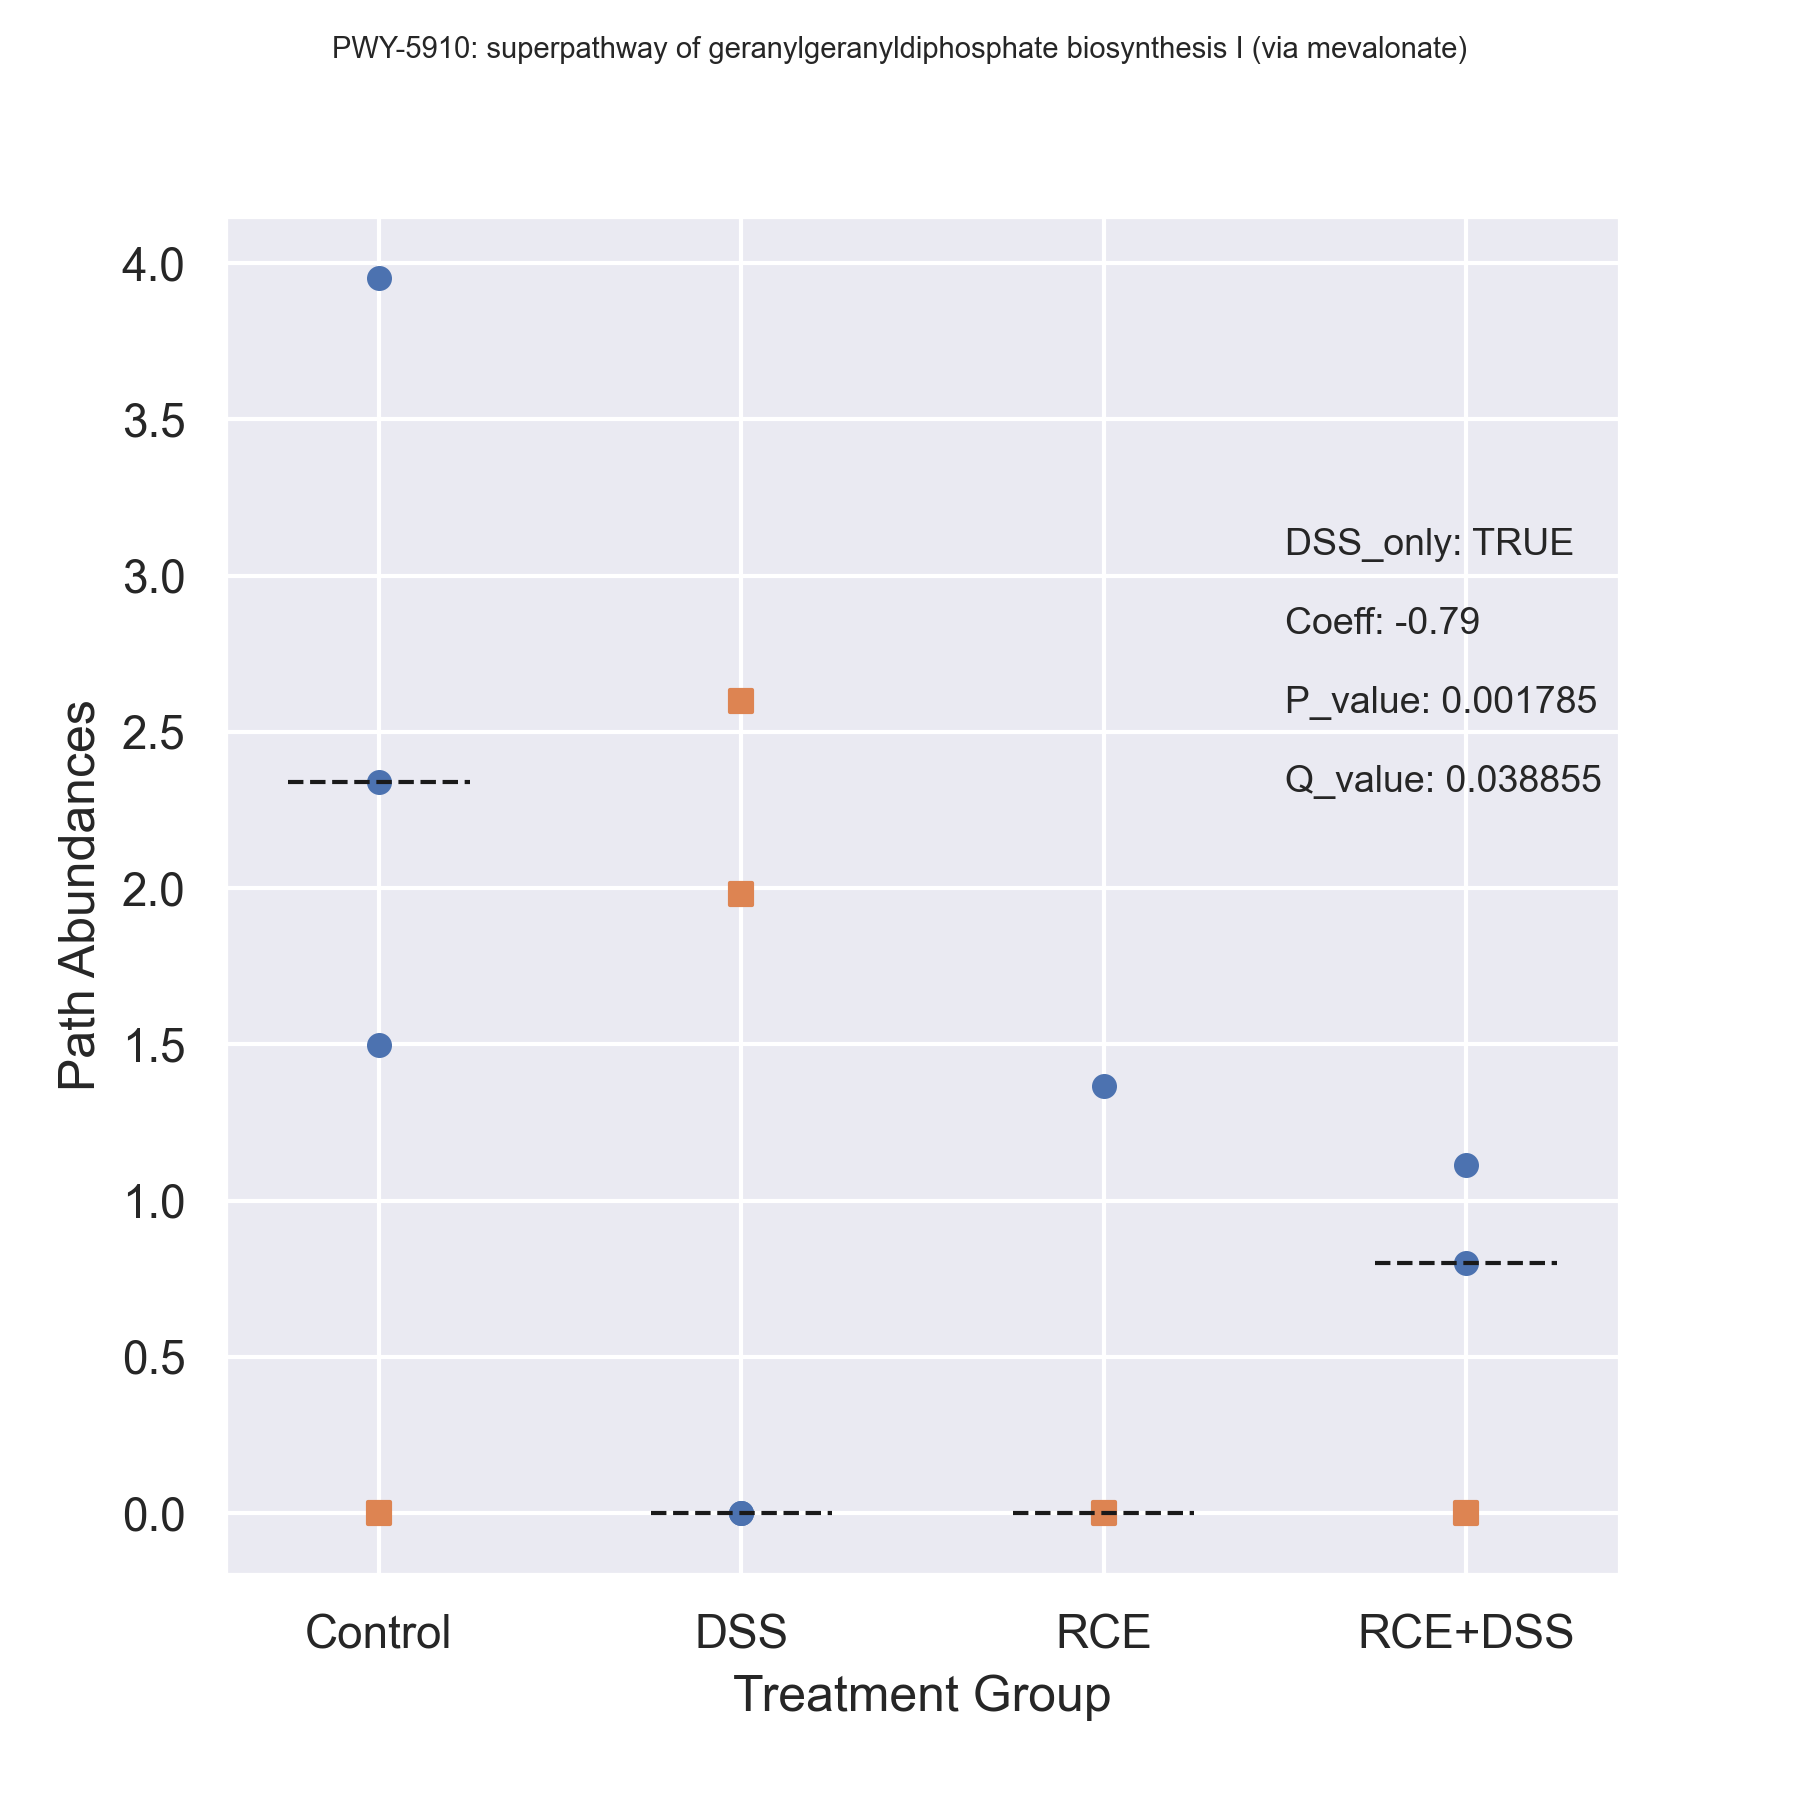 PWY-5910: superpathway of geranylgeranyldiphosphate biosynthesis I (via mevalonate)
4.0
3.5
3.0
2.5
2.0
1.5
1.0
0.5
0.0
Path Abundances
DSS_only: TRUE
Coeff: -0.79
P_value: 0.001785
Q_value: 0.038855
Control DSS RCE RCE+DSS
Treatment Group